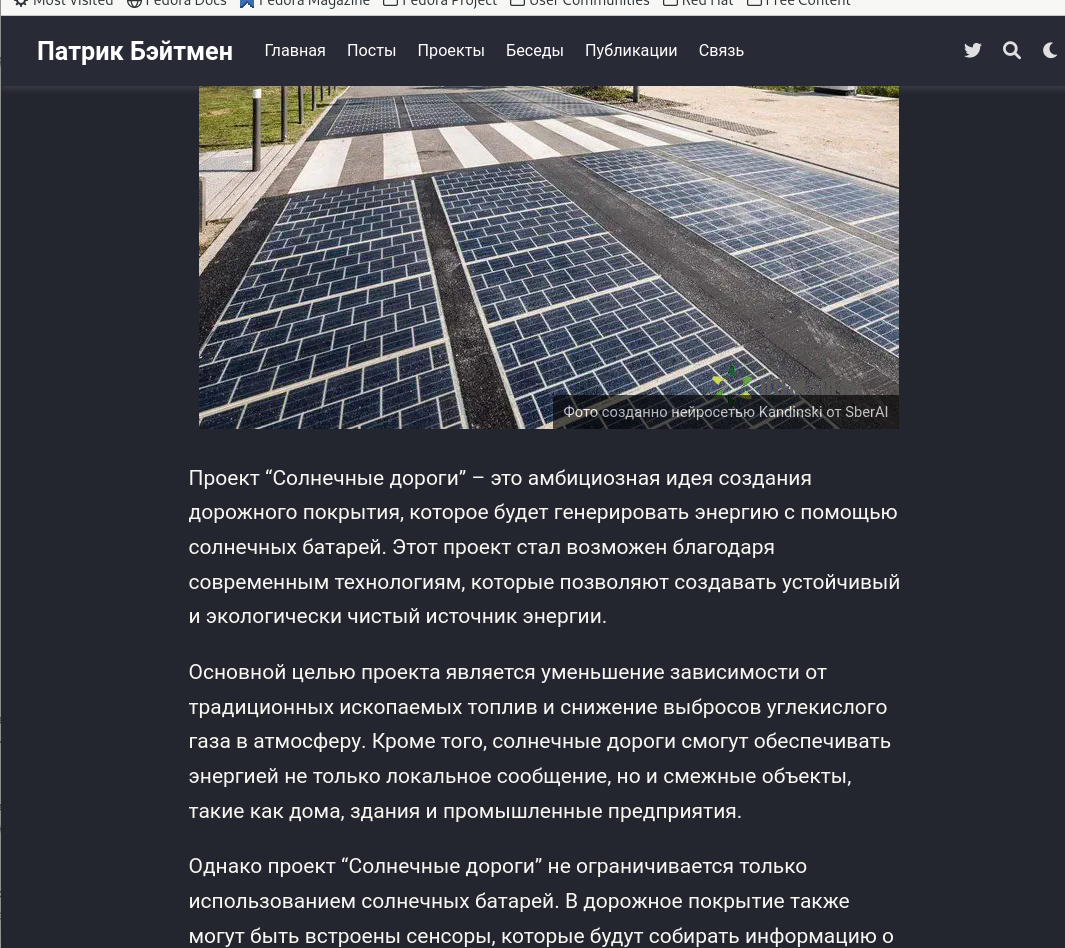 Most Visited Fedora Docs Fedora Magazine Fedora Project User Communities Red Hat Free Content
Патрик Бэйтмен Главная Посты Проекты Беседы Публикации Связь
Фото созданно нейросетью Kandinski от SberAI
Проект “Солнечные дороги” – это амбициозная идея создания
дорожного покрытия, которое будет генерировать энергию с помощью
солнечных батарей. Этот проект стал возможен благодаря
современным технологиям, которые позволяют создавать устойчивый
и экологически чистый источник энергии.
Основной целью проекта является уменьшение зависимости от
традиционных ископаемых топлив и снижение выбросов углекислого
газа в атмосферу. Кроме того, солнечные дороги смогут обеспечивать
энергией не только локальное сообщение, но и смежные объекты,
такие как дома, здания и промышленные предприятия.
Однако проект “Солнечные дороги” не ограничивается только
использованием солнечных батарей. В дорожное покрытие также
могут быть встроены сенсоры, которые будут собирать информацию о